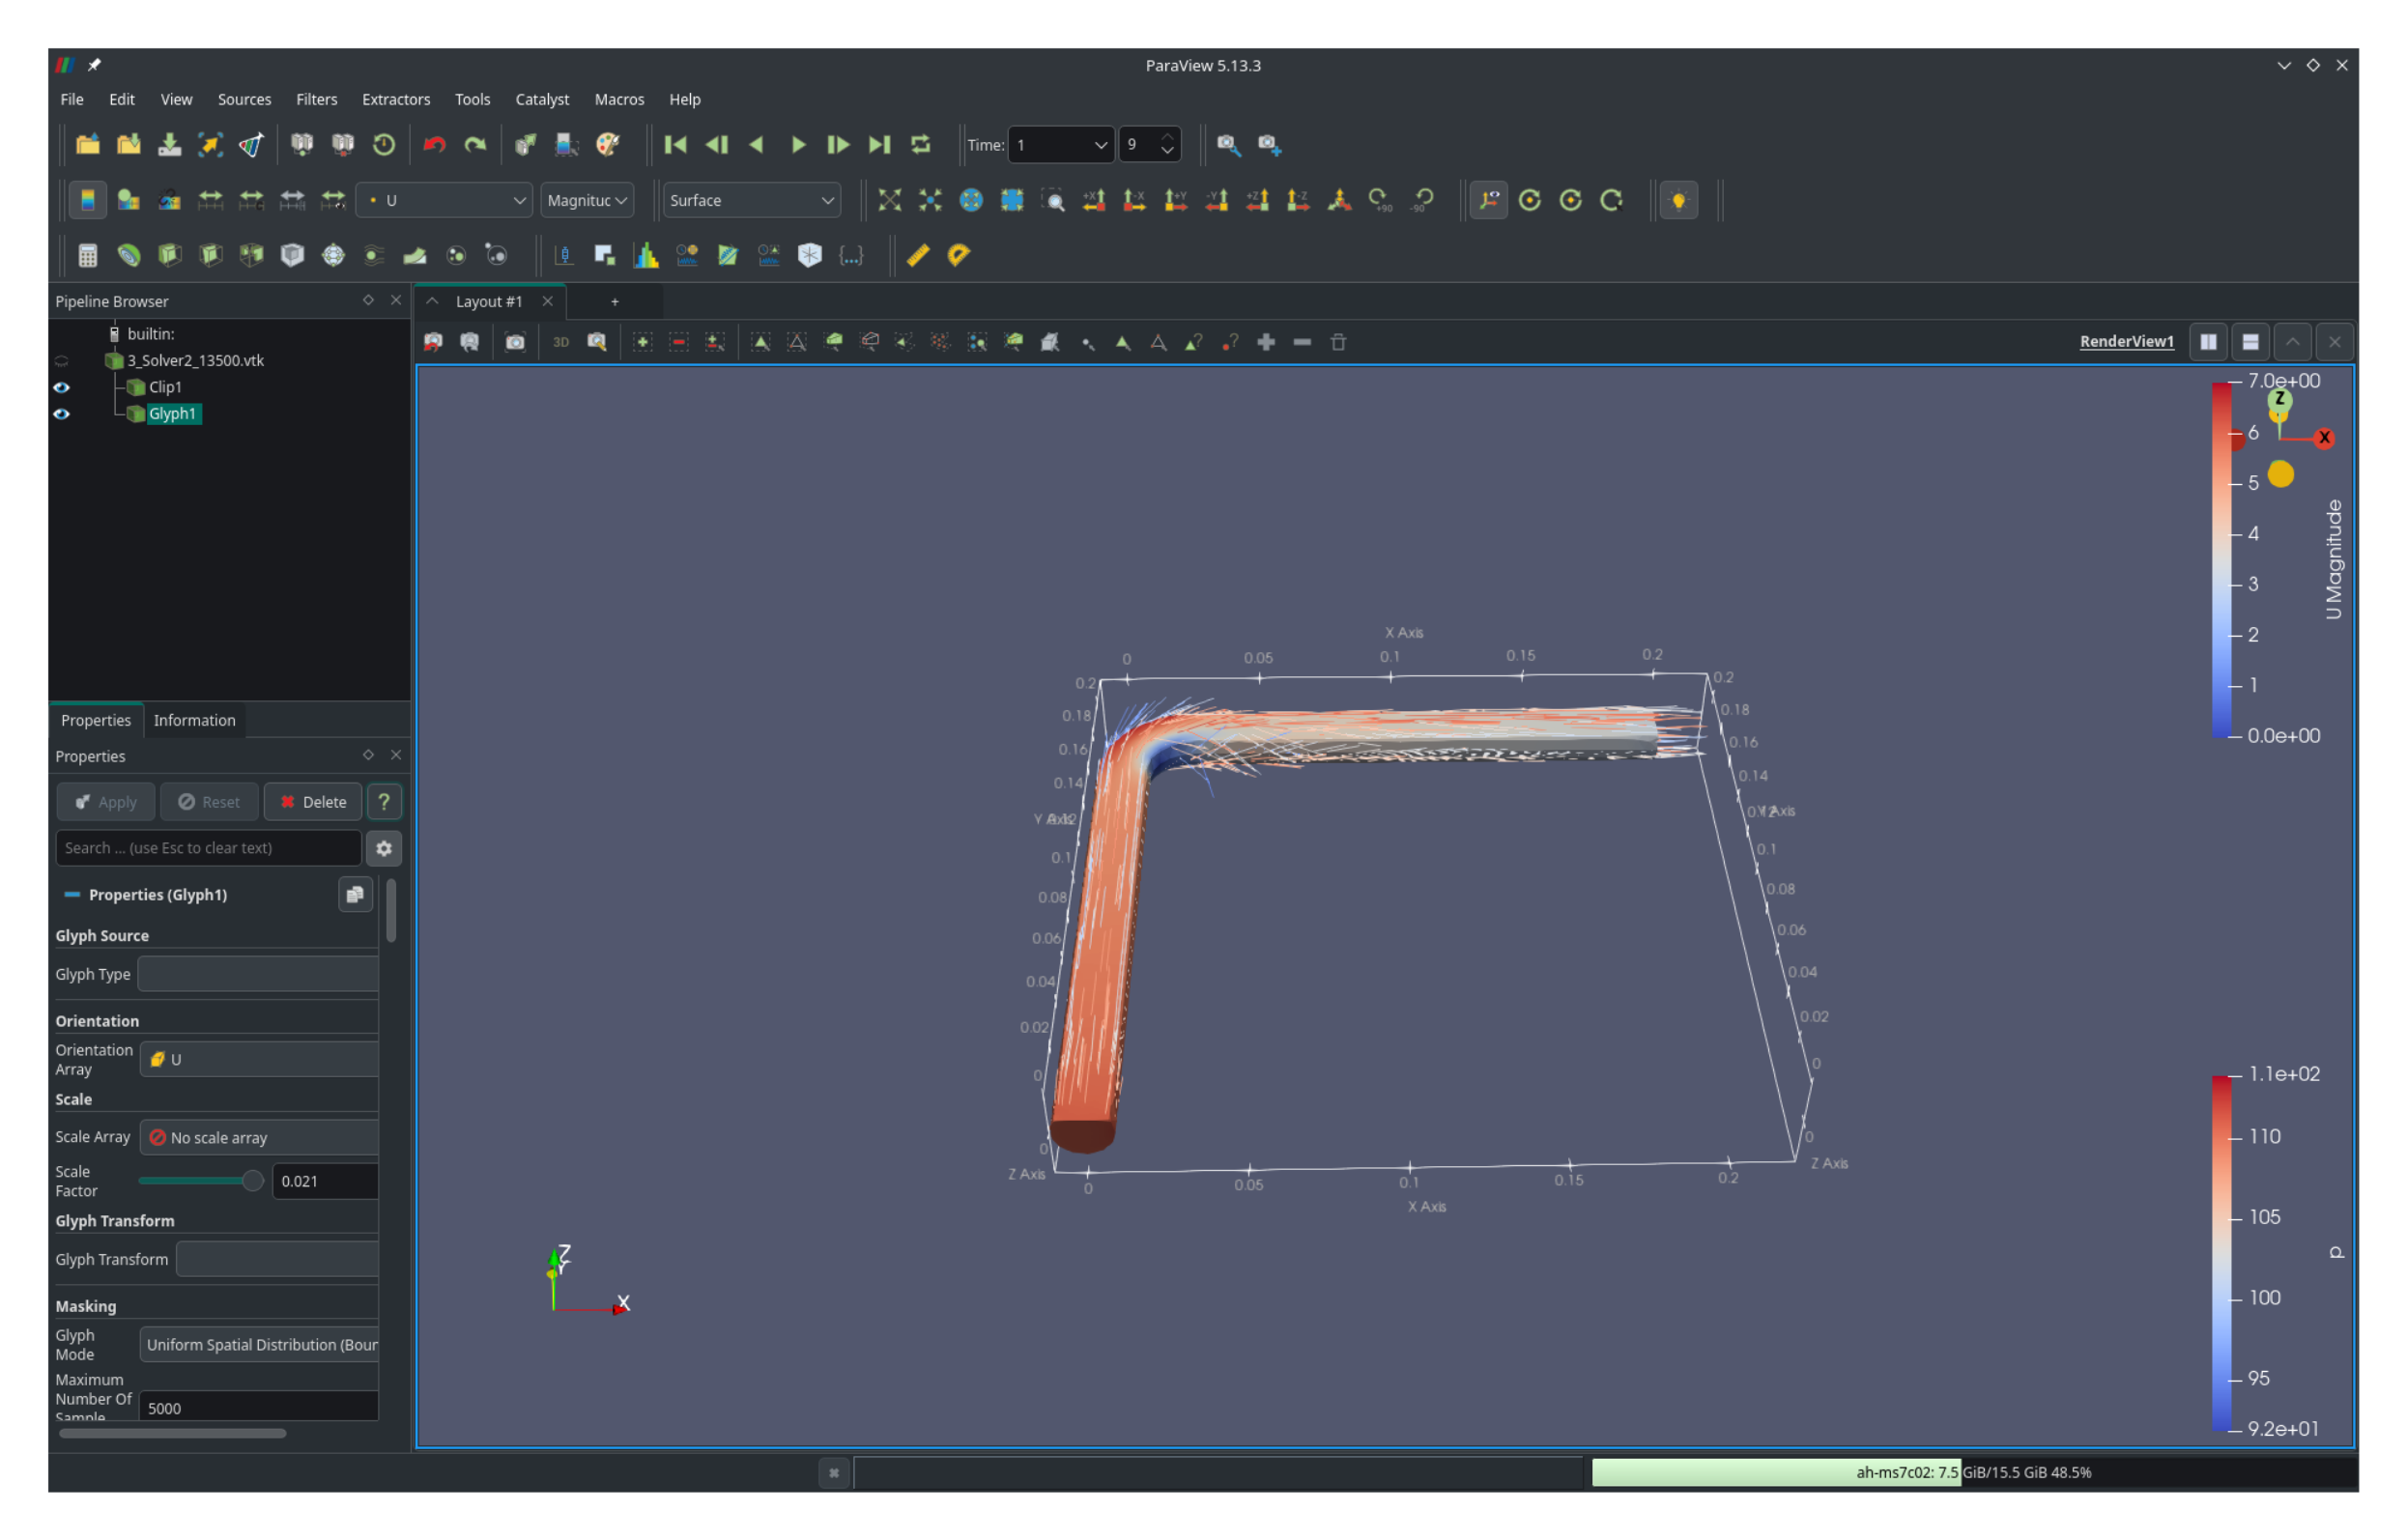 ParaView 5.13.3
File Edit View Sources Filters Extractors Tools Catalyst Macros Help
Time: 1 9
U Magnituc Surface
+X -X +Y -Y +Z -Z +90 -90
Pipeline Browser
Layout #1 +
builtin:
3_Solver2_13500.vtk
Clip1
Glyph1
3D
RenderView1
Properties Information
Properties
Apply Reset Delete ?
Search ... (use Esc to clear text)
Properties (Glyph1)
Glyph Source
Glyph Type
Orientation
Orientation
Array
U
Scale
Scale Array No scale array
Scale
Factor
0.021
Glyph Transform
Glyph Transform
Masking
Glyph
Mode
Uniform Spatial Distribution (Bour
Maximum
Number Of
Sample
5000
X Axis
0 0.05 0.1 0.15 0.2
0.2
0.18
0.16
0.14
Y Axis
0.1
0.08
0.06
0.04
0.02
0
0
Z Axis
0.2
0.18
0.16
0.14
0.12
Y Axis
0.1
0.08
0.06
0.04
0.02
0
0
Z Axis
0 0.05 0.1 0.15 0.2
X Axis
Z
Y
X
7.0e+00
6
5
4
3
2
1
0.0e+00
U Magnitude
Z
X
1.1e+02
110
105
100
95
9.2e+01
p
ah-ms7c02: 7.5 GiB/15.5 GiB 48.5%